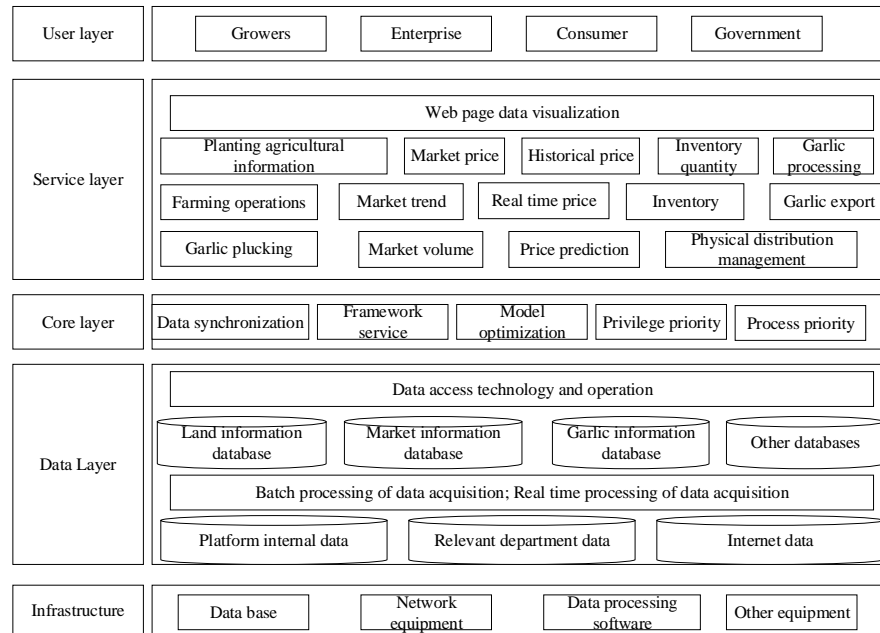 User layer
Growers
Enterprise
Consumer
Government
Service layer
Web page data visualization
Planting agricultural
information
Market price
Historical price
Inventory
quantity
Garlic
processing
Farming operations
Market trend
Real time price
Inventory
Garlic export
Garlic plucking
Market volume
Price prediction
Physical distribution
management
Core layer
Data synchronization
Framework
service
Model
optimization
Privilege priority
Process priority
Data Layer
Data access technology and operation
Land information
database
Market information
database
Garlic information
database
Other databases
Batch processing of data acquisition; Real time processing of data acquisition
Platform internal data
Relevant department data
Internet data
Infrastructure
Data base
Network
equipment
Data processing
software
Other equipment